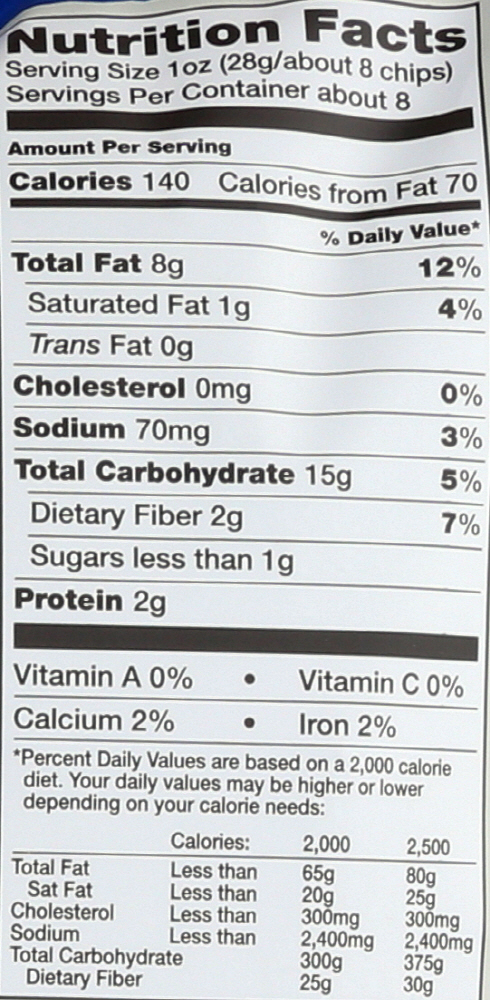 Nutrition Facts
Serving Size 1oz (28g/about 8 chips)
Servings Per Container about 8
Amount Per Serving
Calories 140 Calories from Fat 70
% Daily Value*
Total Fat 8g 12%
Saturated Fat 1g 4%
Trans Fat 0g
Cholesterol 0mg 0%
Sodium 70mg 3%
Total Carbohydrate 15g 5%
Dietary Fiber 2g 7%
Sugars less than 1g
Protein 2g
Vitamin A 0% • Vitamin C 0%
Calcium 2% • Iron 2%
*Percent Daily Values are based on a 2,000 calorie
diet. Your daily values may be higher or lower
depending on your calorie needs:
Calories: 2,000 2,500
Total Fat Less than 65g 80g
Sat Fat Less than 20g 25g
Cholesterol Less than 300mg 300mg
Sodium Less than 2,400mg 2,400mg
Total Carbohydrate 300g 375g
Dietary Fiber 25g 30g